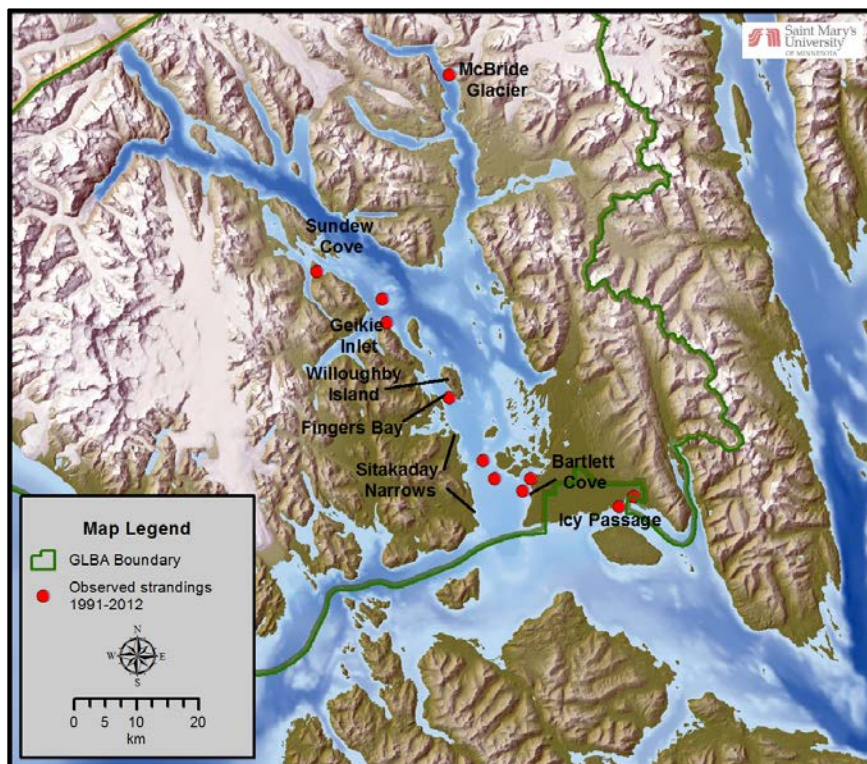 Saint Mary's
University
OF MINNESOTA
McBride
Glacier
Sundew
Cove
Geikie
Inlet
Willoughby
Island
Fingers Bay
Sitakaday
Narrows
Bartlett
Cove
Icy Passage
Map Legend
GLBA Boundary
Observed strandings
1991-2012
N
W E
S
0 5 10 20
km